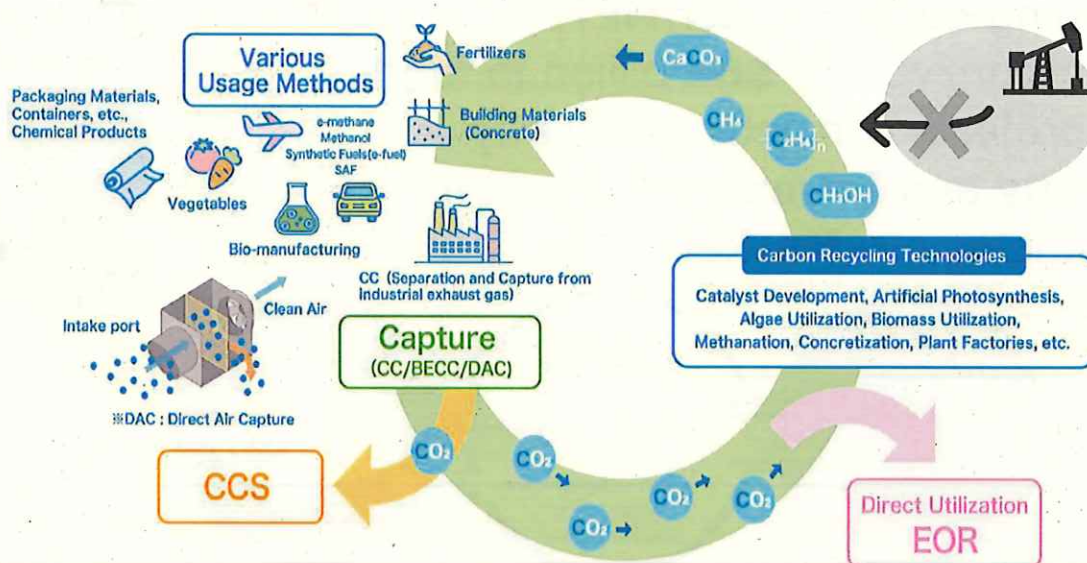 Various
Usage Methods
Fertilizers
Building Materials
(Concrete)
Packaging Materials,
Containers, etc.,
Chemical Products
Vegetables
e-methane
Methanol
Synthetic Fuels(e-fuel)
SAF
Bio-manufacturing
CC (Separation and Capture from
industrial exhaust gas)
Intake port
Clean Air
※DAC : Direct Air Capture
Capture
(CC/BECC/DAC)
CCS
CO₂
CO₂
CO₂
CO₂
CO₂
Direct Utilization
EOR
Carbon Recycling Technologies
Catalyst Development, Artificial Photosynthesis,
Algae Utilization, Biomass Utilization,
Methanation, Concretization, Plant Factories, etc.
CH₃OH
[C₂H₄]n
CH₄
CaCO₃